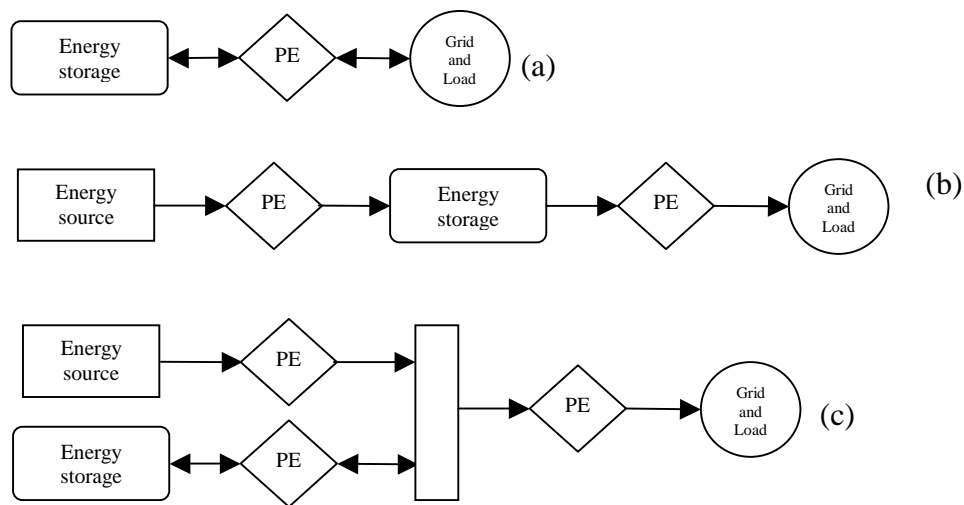 Energy
storage
PE
Grid
and
Load
(a)
Energy
source
PE
Energy
storage
PE
Grid
and
Load
(b)
Energy
source
PE
Energy
storage
PE
PE
Grid
and
Load
(c)